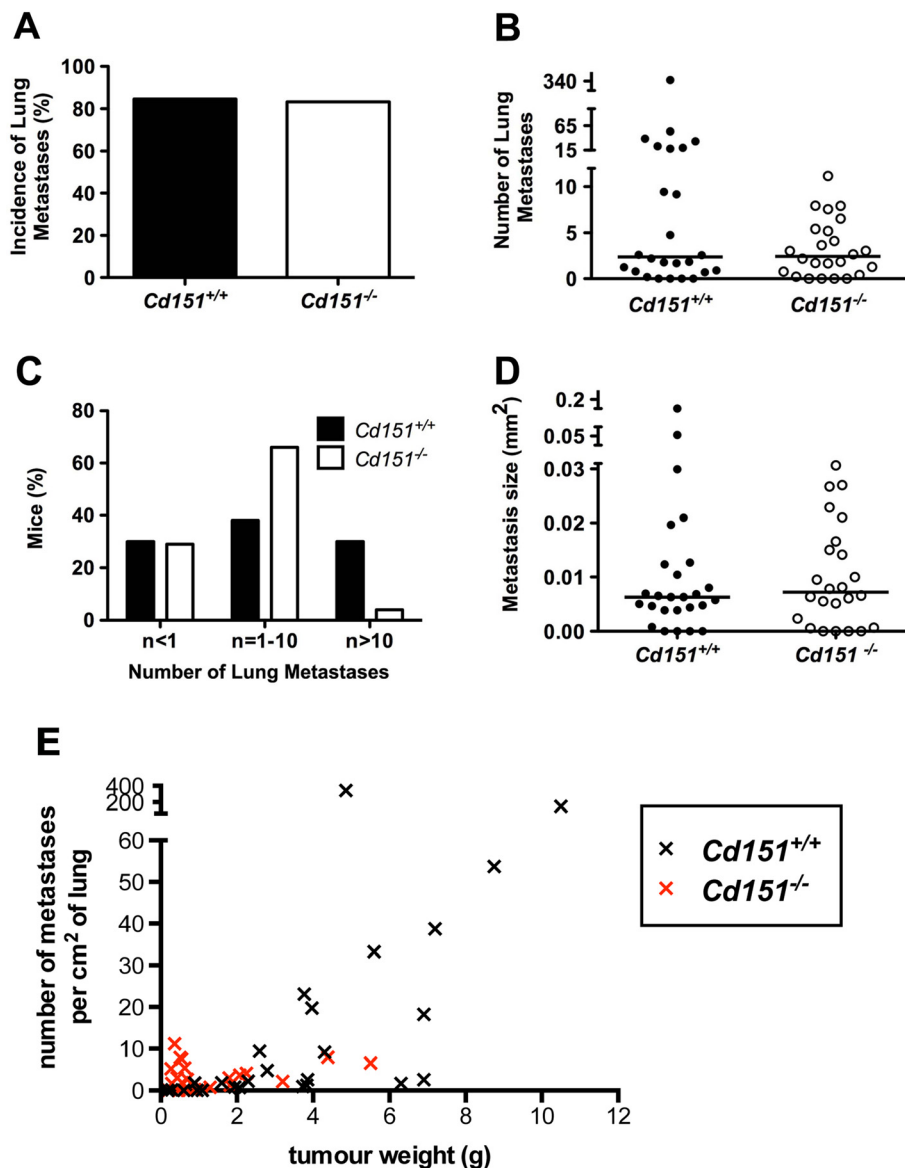 A
Incidence of Lung
Metastases (%)
100
80
60
40
20
0
Cd151+/+
Cd151-/-
B
Number of Lung
Metastases
340
65
15
10
5
0
Cd151+/+
Cd151-/-
C
Mice (%)
80
60
40
20
0
Cd151+/+
Cd151-/-
n<1
n=1-10
n>10
Number of Lung Metastases
D
Metastasis size (mm²)
0.2
0.05
0.03
0.02
0.01
0.00
Cd151+/+
Cd151 -/-
E
number of metastases
per cm² of lung
400
200
60
50
40
30
20
10
0
0 2 4 6 8 10 12
tumour weight (g)
Cd151+/+
Cd151-/-